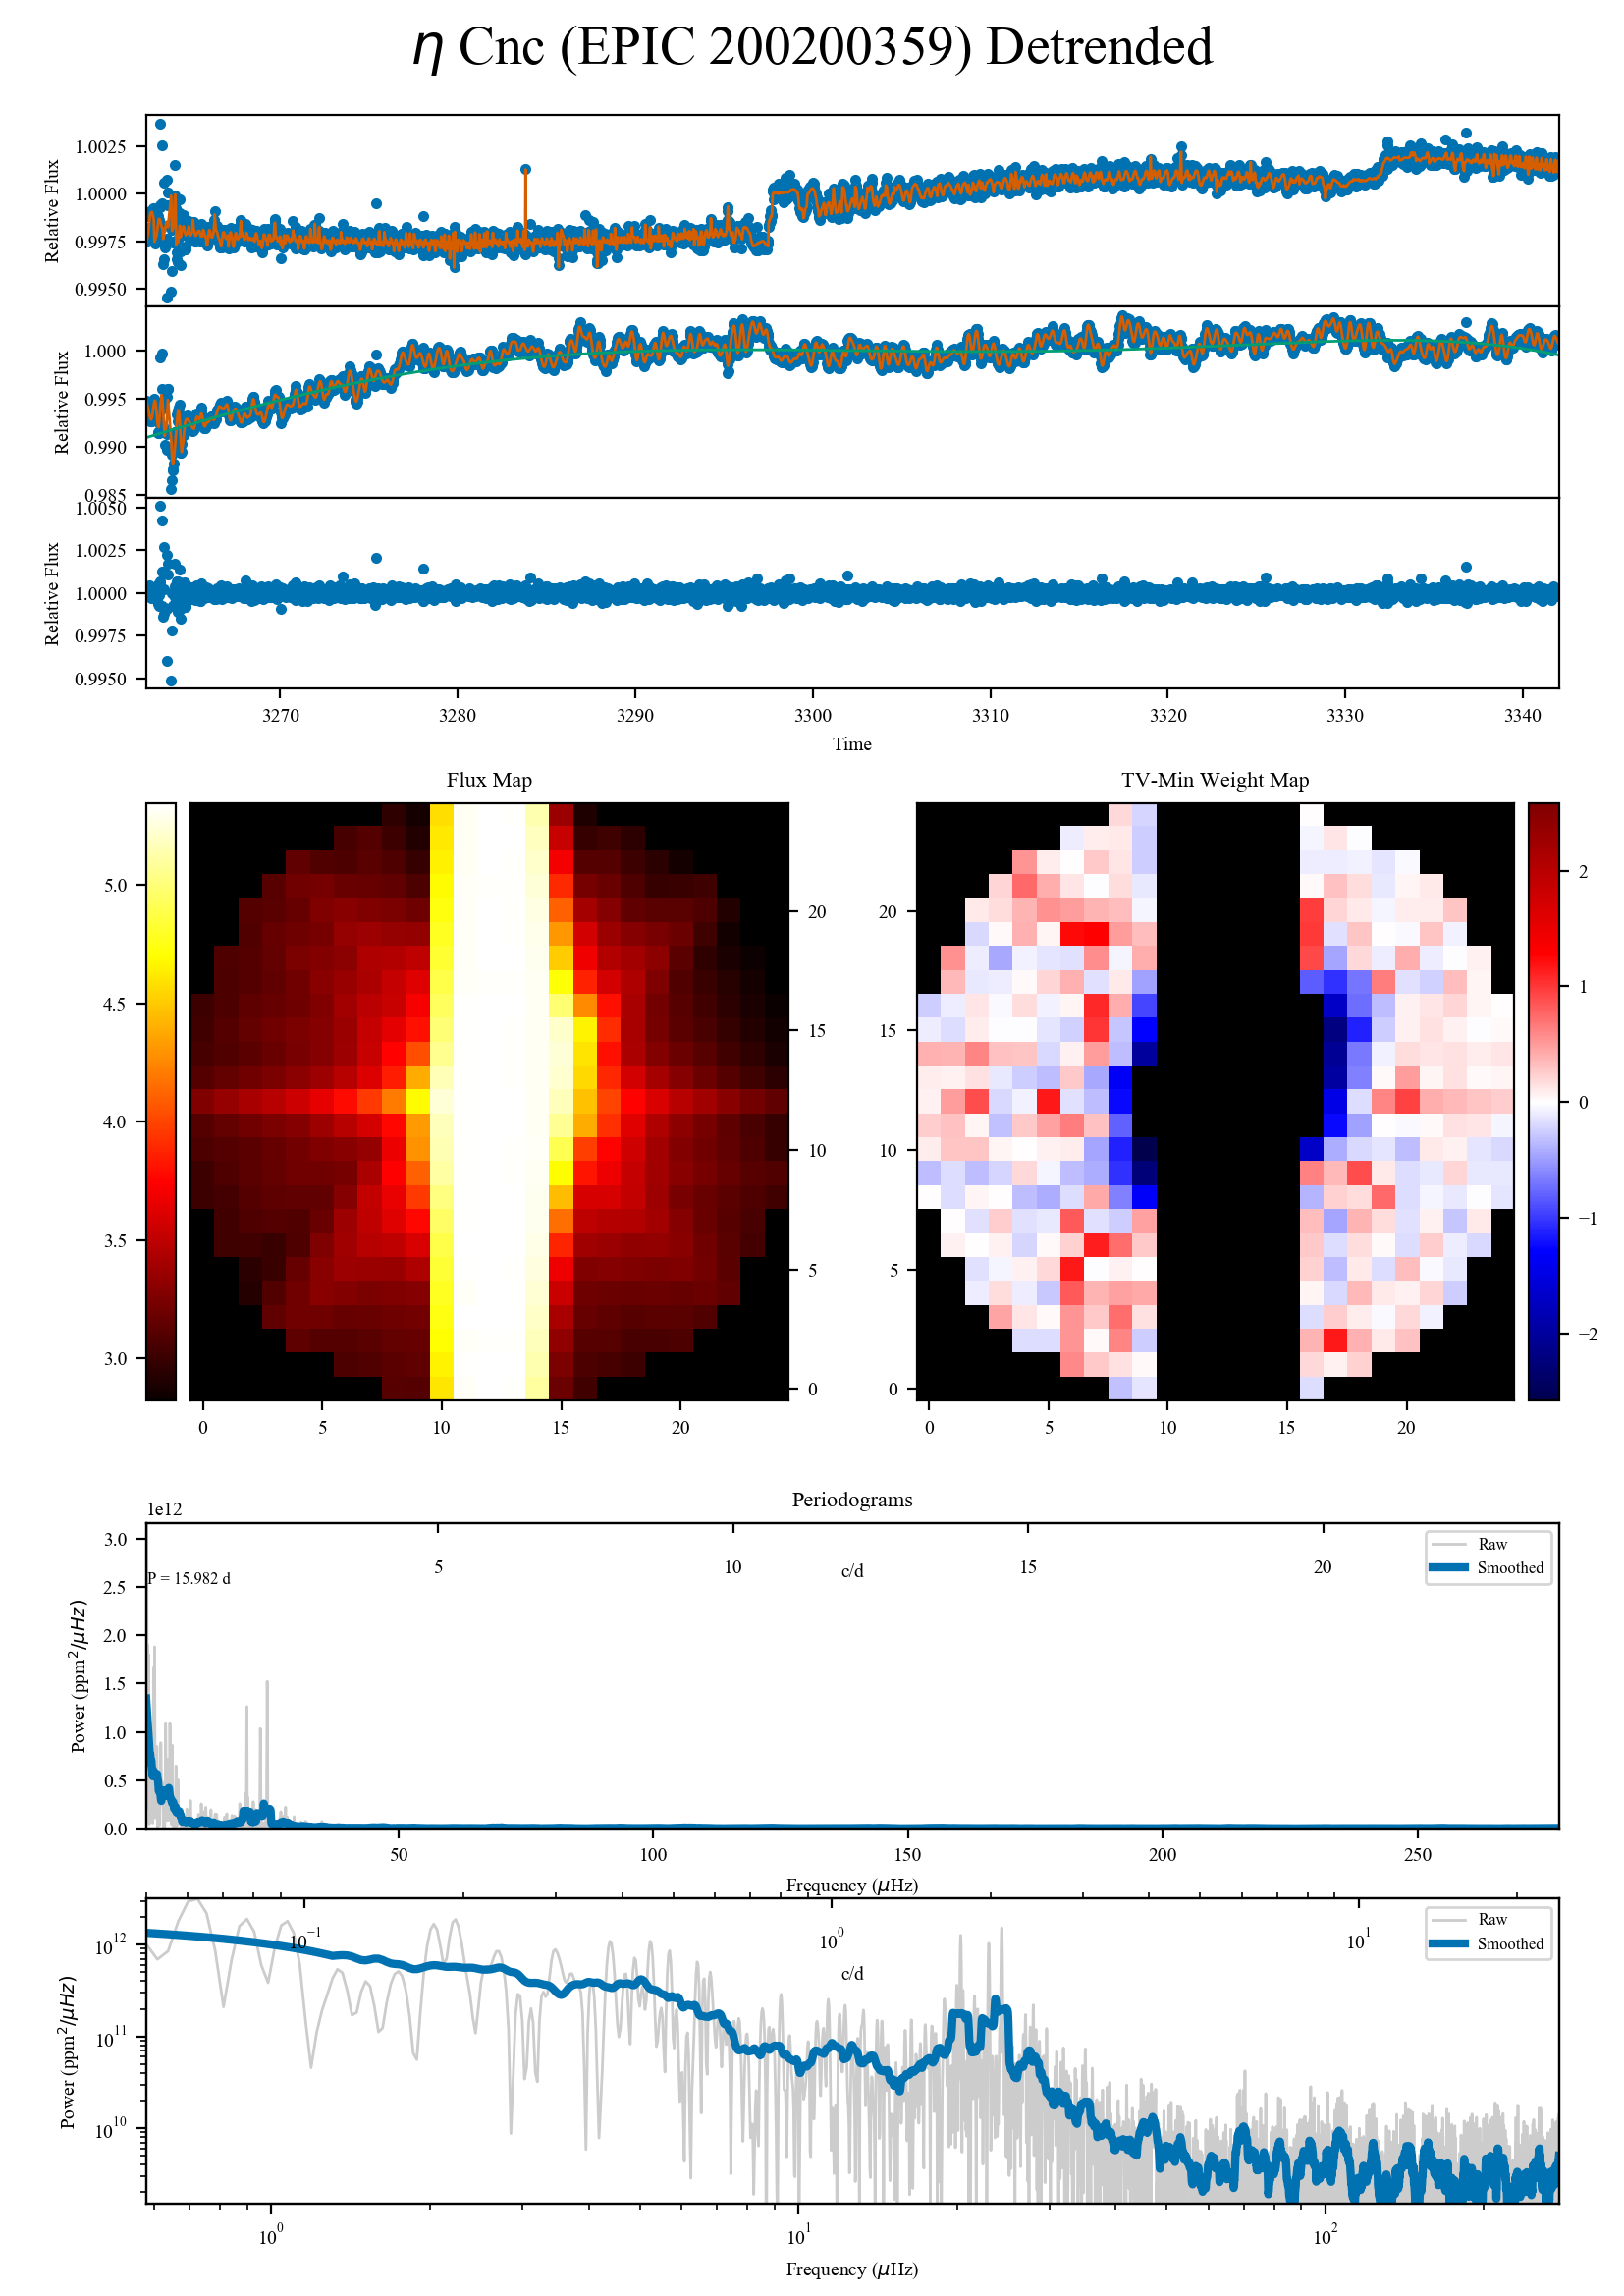 η Cnc (EPIC 200200359) Detrended
1.0025
1.0000
0.9975
0.9950
Relative Flux
1.000
0.995
0.990
0.985
Relative Flux
1.0050
1.0025
1.0000
0.9975
0.9950
Relative Flux
3270 3280 3290 3300 3310 3320 3330 3340
Time
Flux Map
5.0
4.5
4.0
3.5
3.0
20
15
10
5
0
0 5 10 15 20
TV-Min Weight Map
20
15
10
5
0
0 5 10 15 20
2
1
0
−1
−2
Periodograms
1e12
3.0
2.5
2.0
1.5
1.0
0.5
0.0
Power (ppm²/μHz)
P = 15.982 d
5 10 15 20
c/d
Raw
Smoothed
50 100 150 200 250
Frequency (μHz)
10¹²
10¹¹
10¹⁰
Power (ppm²/μHz)
10⁻¹ 10⁰ 10¹
c/d
Raw
Smoothed
10⁰ 10¹ 10²
Frequency (μHz)